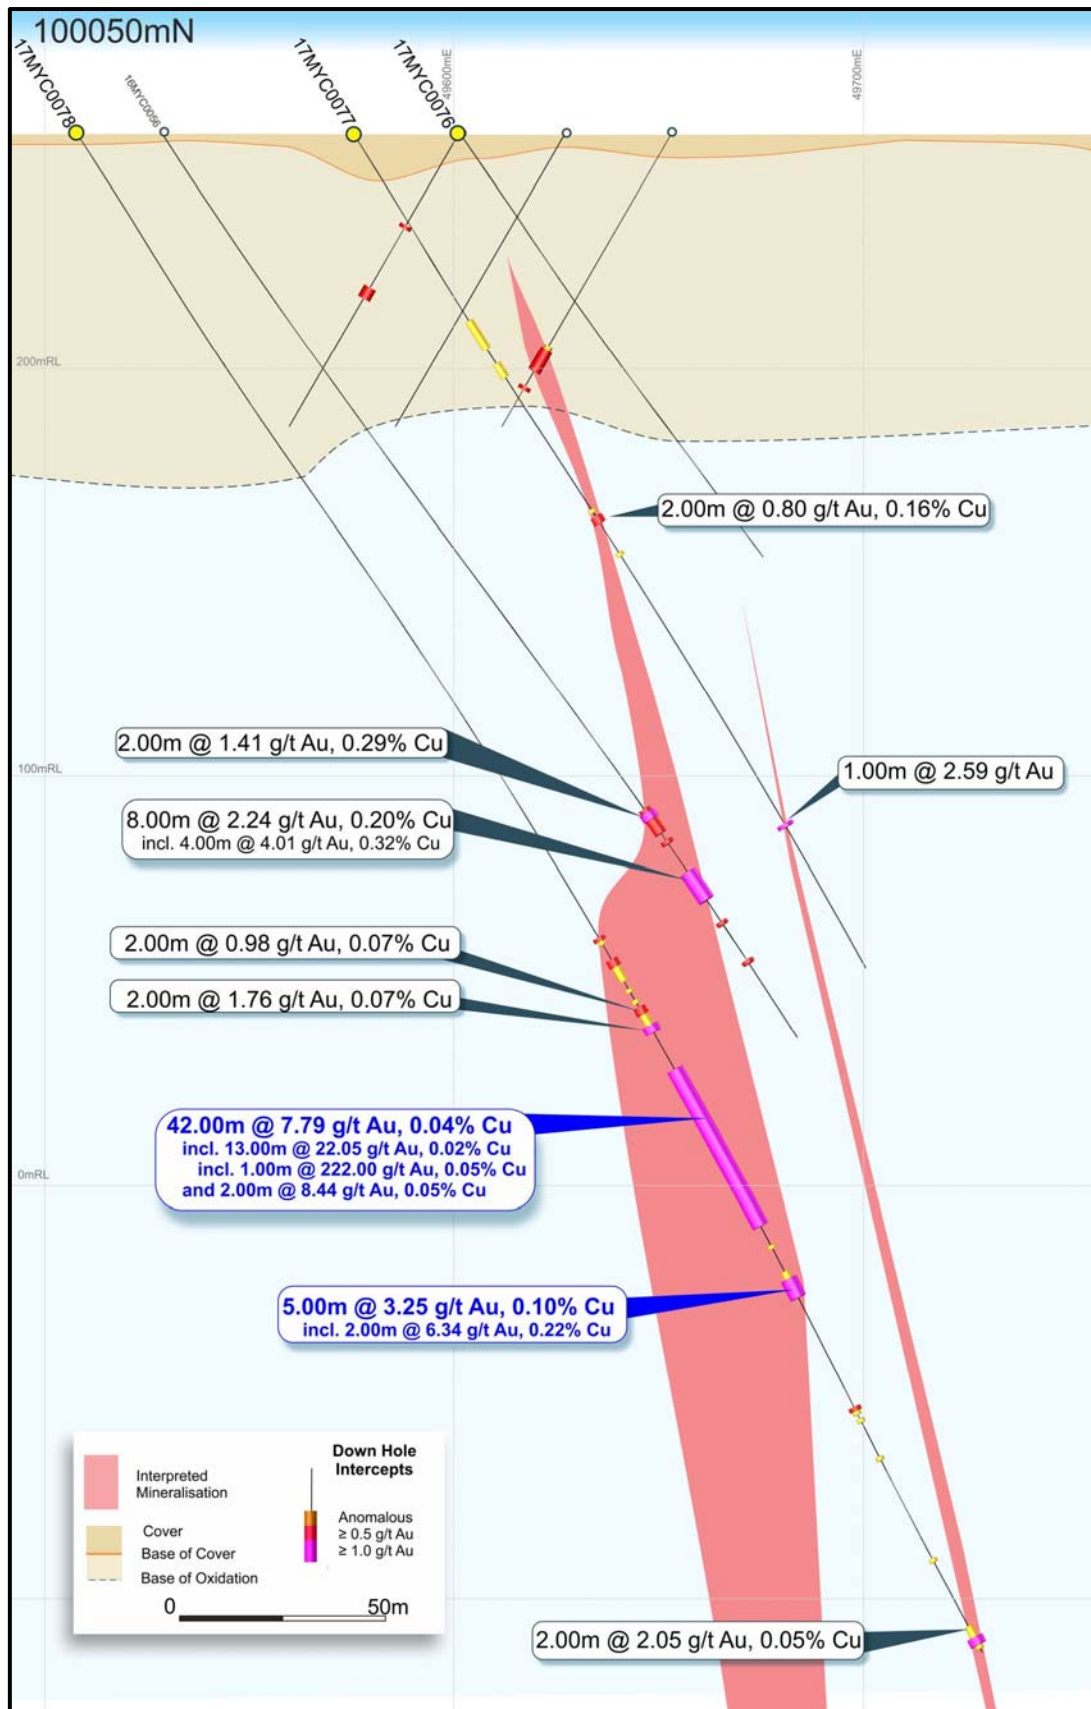 100050mN
17MYC0078
16MYC0056
17MYC0077
17MYC0076
49600mE
49700mE
200mRL
2.00m @ 0.80 g/t Au, 0.16% Cu
2.00m @ 1.41 g/t Au, 0.29% Cu
100mRL
1.00m @ 2.59 g/t Au
8.00m @ 2.24 g/t Au, 0.20% Cu
incl. 4.00m @ 4.01 g/t Au, 0.32% Cu
2.00m @ 0.98 g/t Au, 0.07% Cu
2.00m @ 1.76 g/t Au, 0.07% Cu
42.00m @ 7.79 g/t Au, 0.04% Cu
incl. 13.00m @ 22.05 g/t Au, 0.02% Cu
incl. 1.00m @ 222.00 g/t Au, 0.05% Cu
and 2.00m @ 8.44 g/t Au, 0.05% Cu
0mRL
5.00m @ 3.25 g/t Au, 0.10% Cu
incl. 2.00m @ 6.34 g/t Au, 0.22% Cu
Interpreted
Mineralisation
Cover
Base of Cover
Base of Oxidation
Down Hole
Intercepts
Anomalous
≥ 0.5 g/t Au
≥ 1.0 g/t Au
0 50m
2.00m @ 2.05 g/t Au, 0.05% Cu